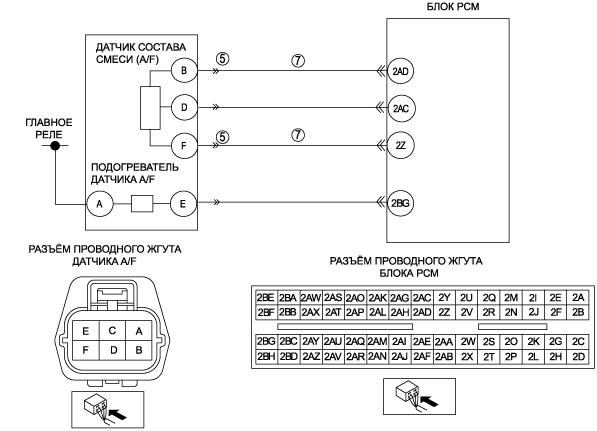 БЛОК PCM
ДАТЧИК СОСТАВА
СМЕСИ (A/F)
B
5
7
2AD
D
2AC
ГЛАВНОЕ
РЕЛЕ
F
5
7
2Z
ПОДОГРЕВАТЕЛЬ
ДАТЧИКА A/F
A
E
2BG
РАЗЪЁМ ПРОВОДНОГО ЖГУТА
ДАТЧИКА A/F
E C A
F D B
РАЗЪЁМ ПРОВОДНОГО ЖГУТА
БЛОКА PCM
2BE 2BA 2AW 2AS 2AO 2AK 2AG 2AC 2Y 2U 2Q 2M 2I 2E 2A
2BF 2BB 2AX 2AT 2AP 2AL 2AH 2AD 2Z 2V 2R 2N 2J 2F 2B
2BG 2BC 2AY 2AU 2AQ 2AM 2AI 2AE 2AA 2W 2S 2O 2K 2G 2C
2BH 2BD 2AZ 2AV 2AR 2AN 2AJ 2AF 2AB 2X 2T 2P 2L 2H 2D